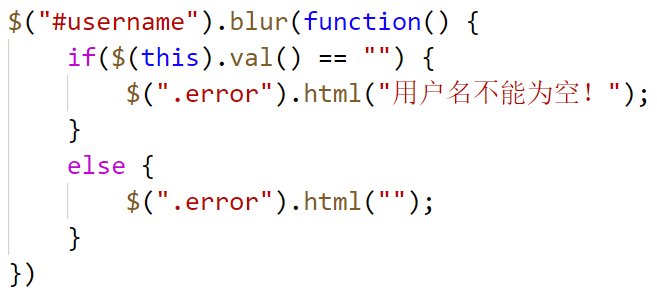 $("#username").blur(function() {
    if($(this).val() == "") {
        $(".error").html("用户名不能为空！");
    }
    else {
        $(".error").html("");
    }
})